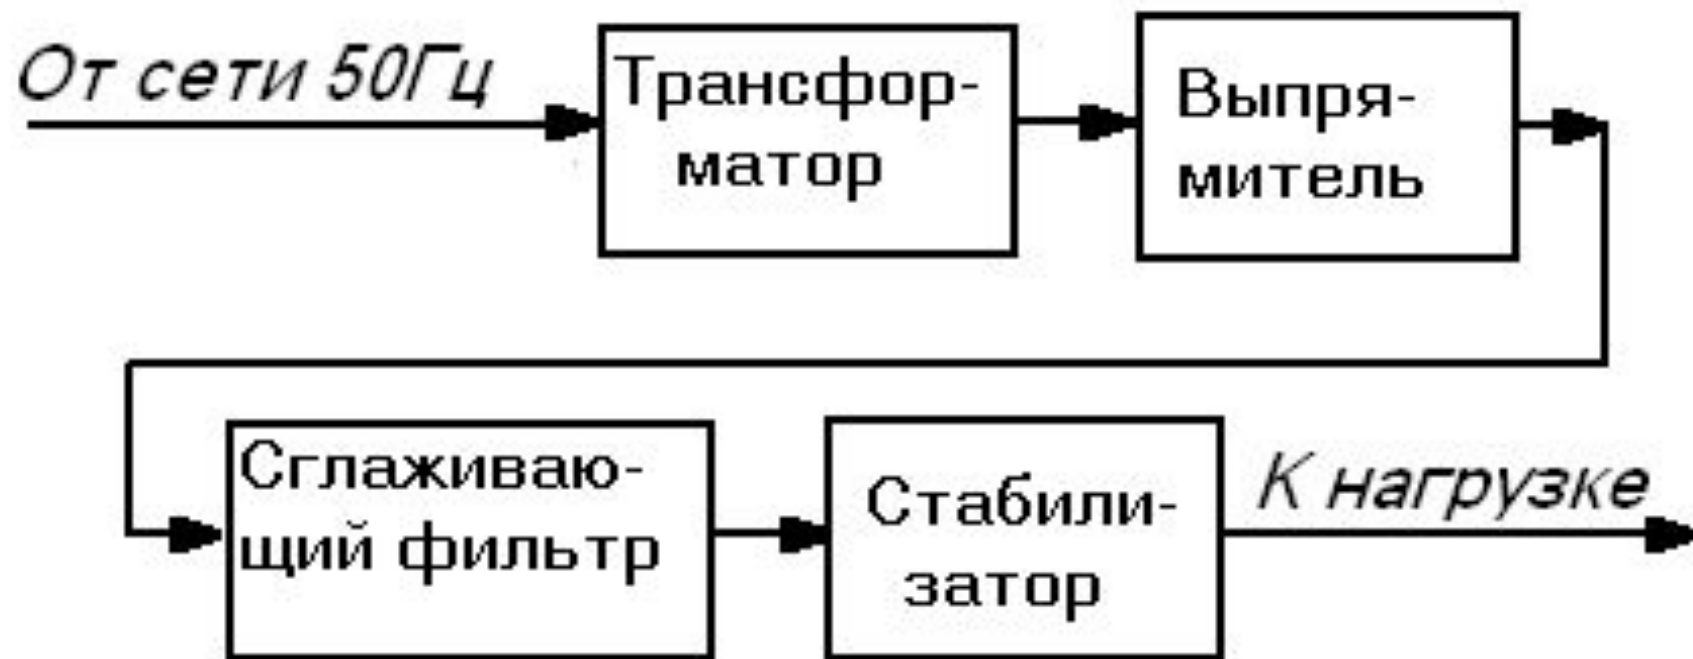 От сети 50Гц
Трансфор-
матор
Выпря-
митель
Сглаживаю-
щий фильтр
Стабили-
затор
К нагрузке